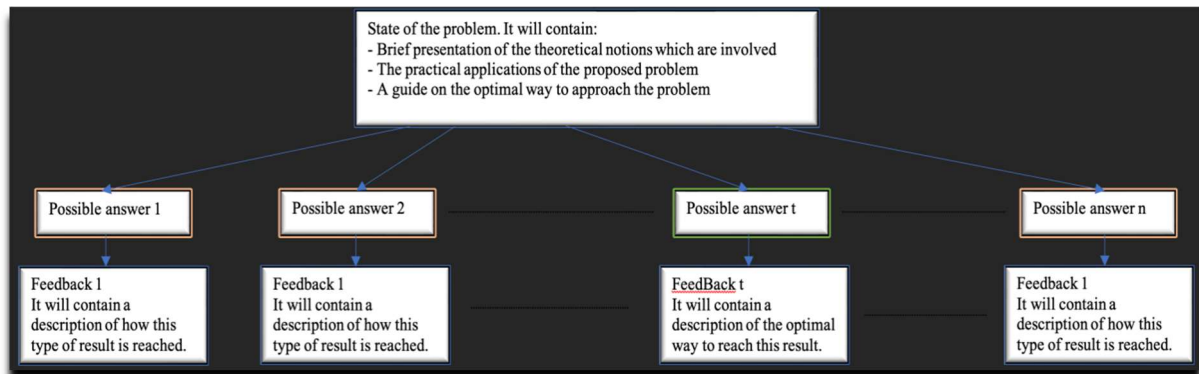 State of the problem. It will contain:
- Brief presentation of the theoretical notions which are involved
- The practical applications of the proposed problem
- A guide on the optimal way to approach the problem
Possible answer 1
Possible answer 2
Possible answer t
Possible answer n
Feedback 1
It will contain a
description of how this
type of result is reached.
Feedback 1
It will contain a
description of how this
type of result is reached.
FeedBack t
It will contain a
description of the optimal
way to reach this result.
Feedback 1
It will contain a
description of how this
type of result is reached.